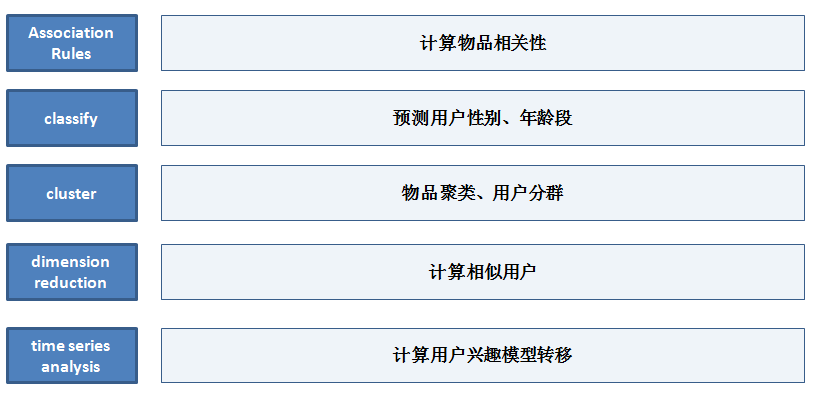 Association
Rules
计算物品相关性
classify
预测用户性别、年龄段
cluster
物品聚类、用户分群
dimension
reduction
计算相似用户
time series
analysis
计算用户兴趣模型转移